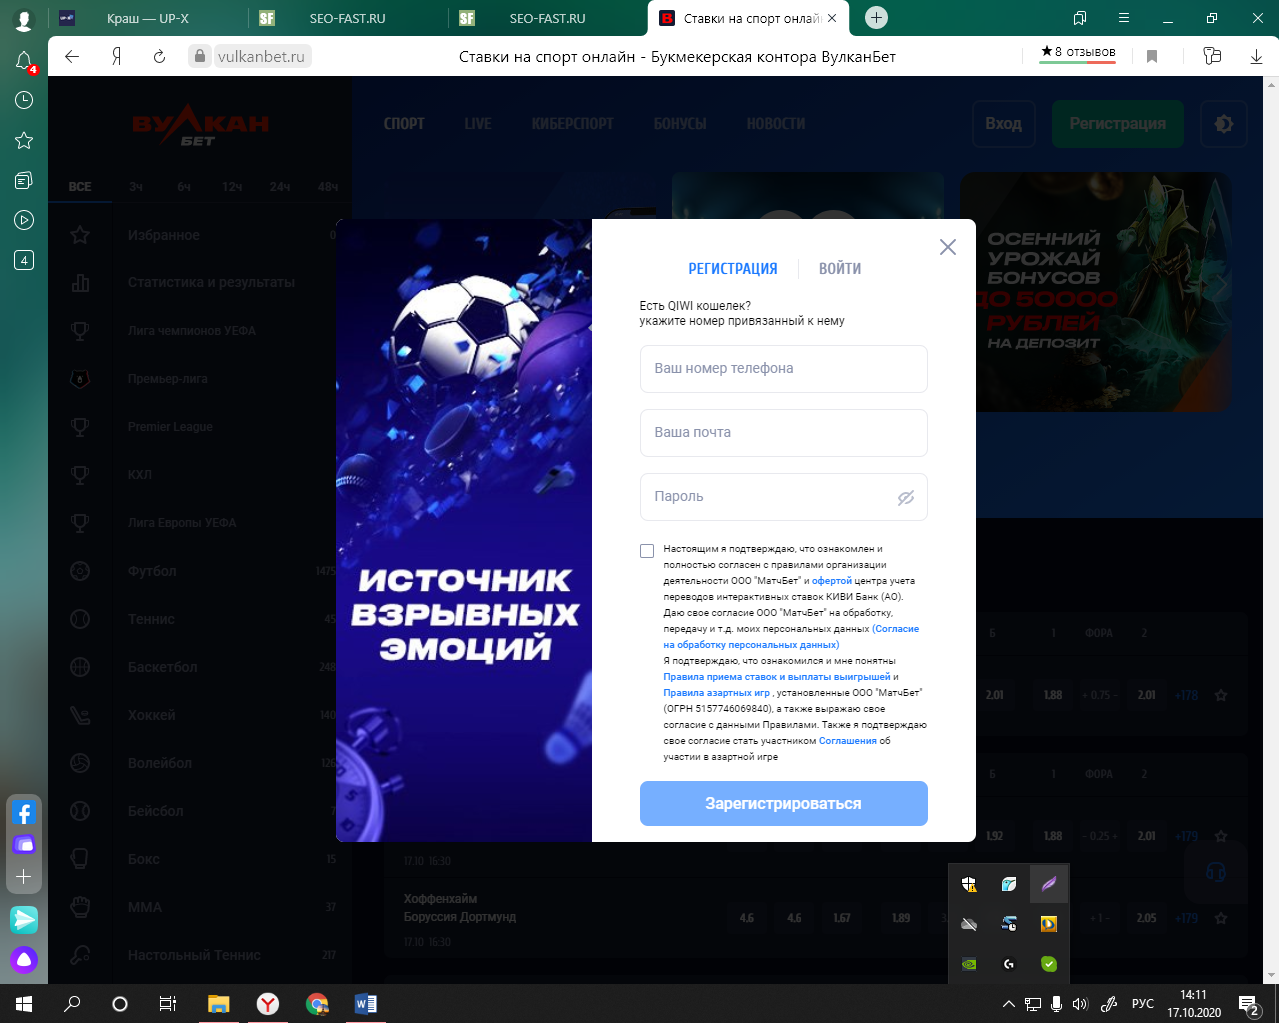 Краш — UP-X
SEO-FAST.RU
SEO-FAST.RU
Ставки на спорт онлайн
4
vulkanbet.ru
Ставки на спорт онлайн - Букмекерская контора ВулканБет
★8 отзывов
4
ВУЛКАН
БЕТ
СПОРТ
LIVE
КИБЕРСПОРТ
БОНУСЫ
НОВОСТИ
Вход
Регистрация
ВСЕ
3ч
6ч
12ч
24ч
48ч
Избранное
0
Статистика и результаты
Лига чемпионов УЕФА
Премьер-лига
Premier League
КХЛ
Лига Европы УЕФА
Футбол
1475
Теннис
45
Баскетбол
248
Хоккей
140
Волейбол
126
Бейсбол
7
Бокс
15
ММА
37
Настольный Теннис
217
ОСЕННИЙ
УРОЖАЙ
БОНУСОВ
ДО 50000
РУБЛЕЙ
НА ДЕПОЗИТ
ИСТОЧНИК
ВЗРЫВНЫХ
ЭМОЦИЙ
РЕГИСТРАЦИЯ
ВОЙТИ
Есть QIWI кошелек?
укажите номер привязанный к нему
Ваш номер телефона
Ваша почта
Пароль
Настоящим я подтверждаю, что ознакомлен и
полностью согласен с правилами организации
деятельности ООО "МатчБет" и офертой центра учета
переводов интерактивных ставок КИВИ Банк (АО).
Даю свое согласие ООО "МатчБет" на обработку,
передачу и т.д. моих персональных данных (Согласие
на обработку персональных данных)
Я подтверждаю, что ознакомился и мне понятны
Правила приема ставок и выплаты выигрышей и
Правила азартных игр , установленные ООО "МатчБет"
(ОГРН 5157746069840), а также выражаю свое
согласие с данными Правилами. Также я подтверждаю
свое согласие стать участником Соглашения об
участии в азартной игре
Зарегистрироваться
Б 1 ФОРА 2
2.01 1.88 + 0.75 - 2.01 +178
Б 1 ФОРА 2
1.92 1.88 - 0.25 + 2.01 +179
17.10 16:30
Хоффенхайм
Боруссия Дортмунд
4.6 4.6 1.67 1.89 + 1 - 2.05 +179
17.10 16:30
РУС
14:11
17.10.2020
2